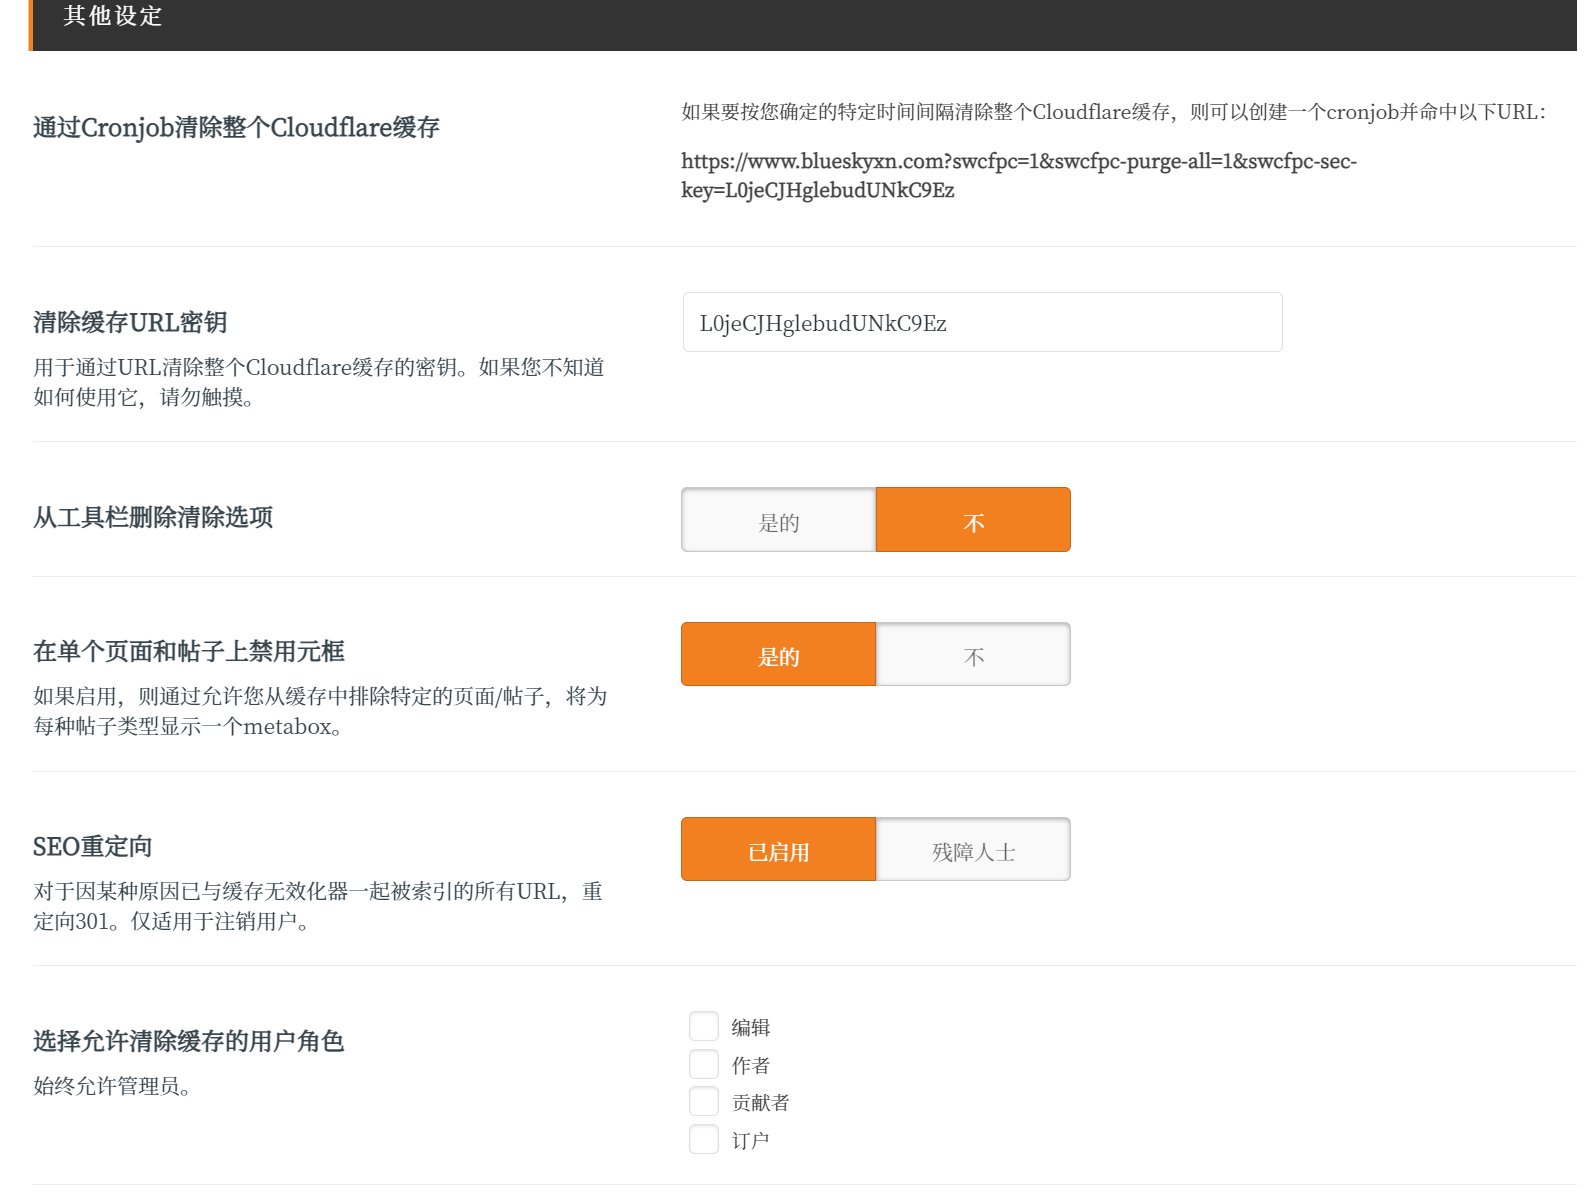 其他设定
通过Cronjob清除整个Cloudflare缓存
如果要按您确定的特定时间间隔清除整个Cloudflare缓存，则可以创建一个cronjob并命中以下URL：
https://www.blueskyxn.com?swcfpc=1&swcfpc-purge-all=1&swcfpc-sec-
key=L0jeCJHglebudUNkC9Ez
清除缓存URL密钥
用于通过URL清除整个Cloudflare缓存的密钥。如果您不知道
如何使用它，请勿触摸。
L0jeCJHglebudUNkC9Ez
从工具栏删除清除选项
是的
不
在单个页面和帖子上禁用元框
如果启用，则通过允许您从缓存中排除特定的页面/帖子，将为
每种帖子类型显示一个metabox。
是的
不
SEO重定向
对于因某种原因已与缓存无效化器一起被索引的所有URL，重
定向301。仅适用于注销用户。
已启用
残障人士
选择允许清除缓存的用户角色
始终允许管理员。
编辑
作者
贡献者
订户